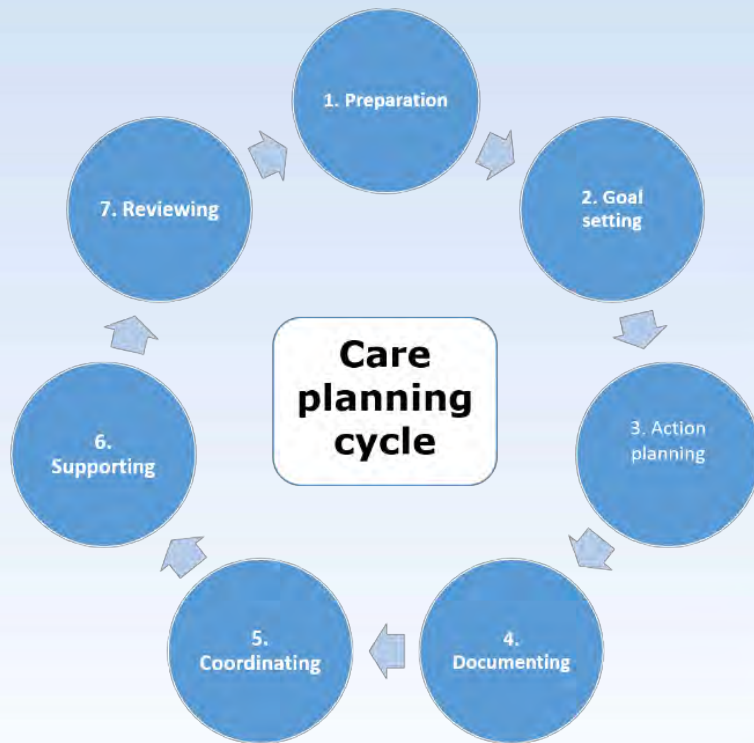 1. Preparation
2. Goal
setting
3. Action
planning
4.
Documenting
5.
Coordinating
6.
Supporting
7. Reviewing
Care
planning
cycle